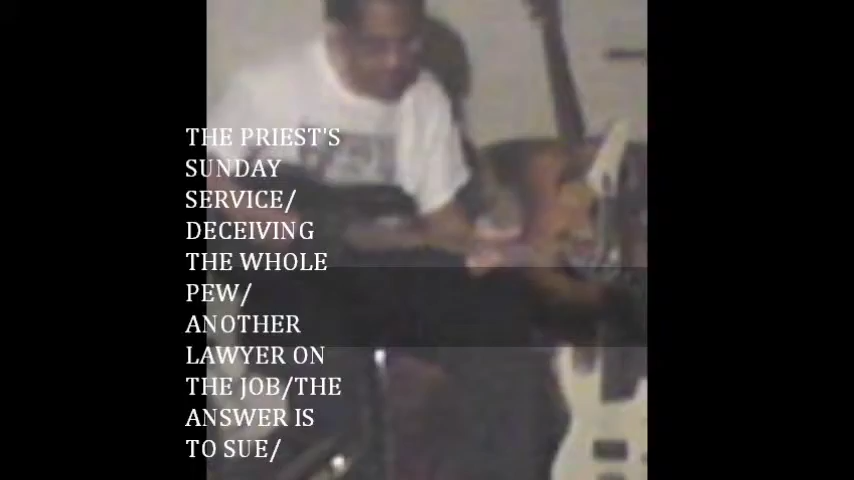 THE PRIEST'S
SUNDAY
SERVICE/
DECEIVING
THE WHOLE
PEW/
ANOTHER
LAWYER ON
THE JOB/THE
ANSWER IS
TO SUE/